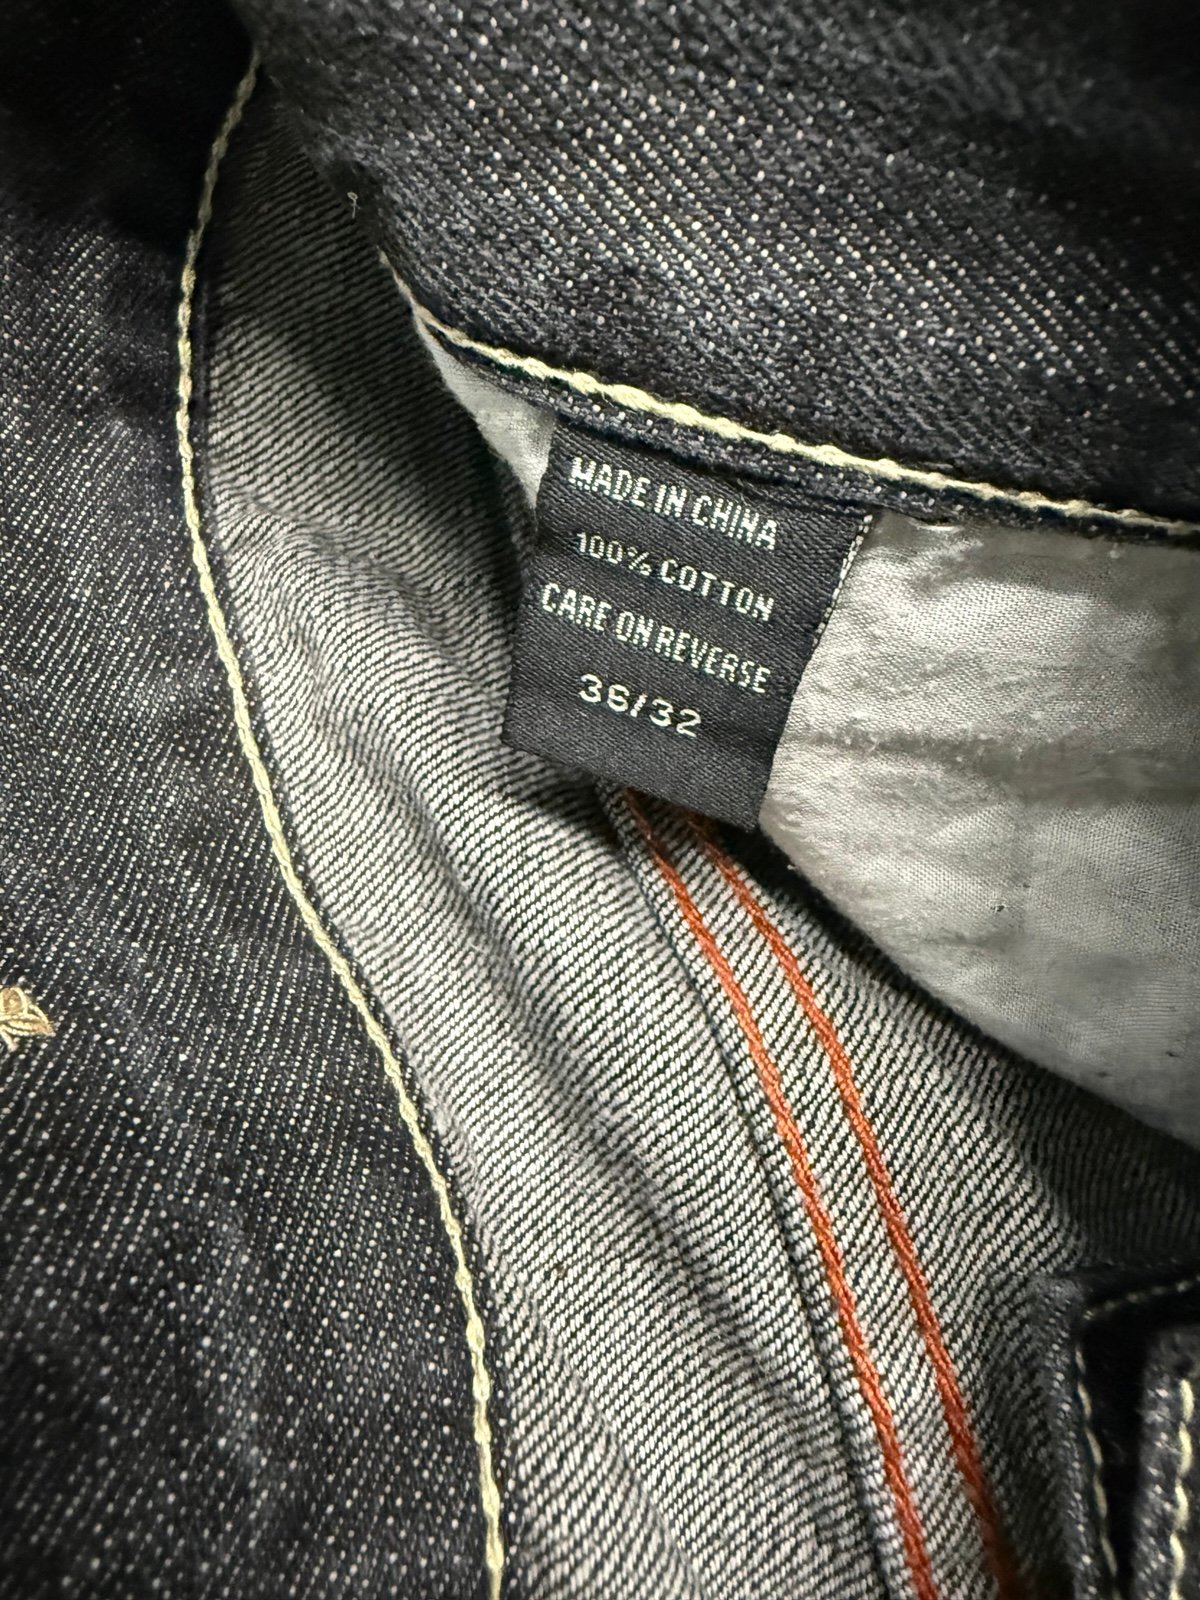 MADE IN CHINA
100% COTTON
CARE ON REVERSE
36/32